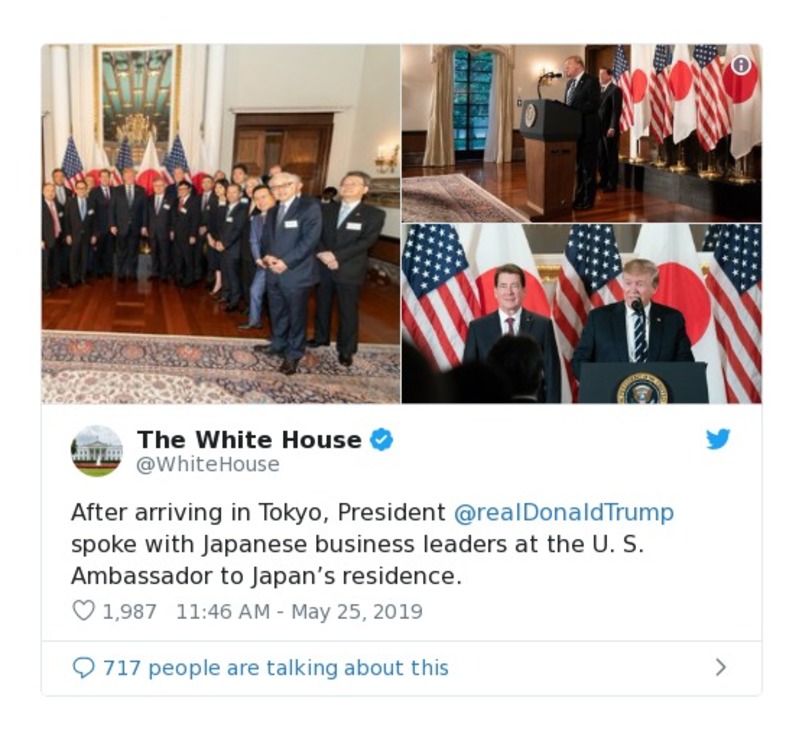 The White House
@WhiteHouse
After arriving in Tokyo, President @realDonaldTrump
spoke with Japanese business leaders at the U. S.
Ambassador to Japan’s residence.
1,987 11:46 AM - May 25, 2019
717 people are talking about this